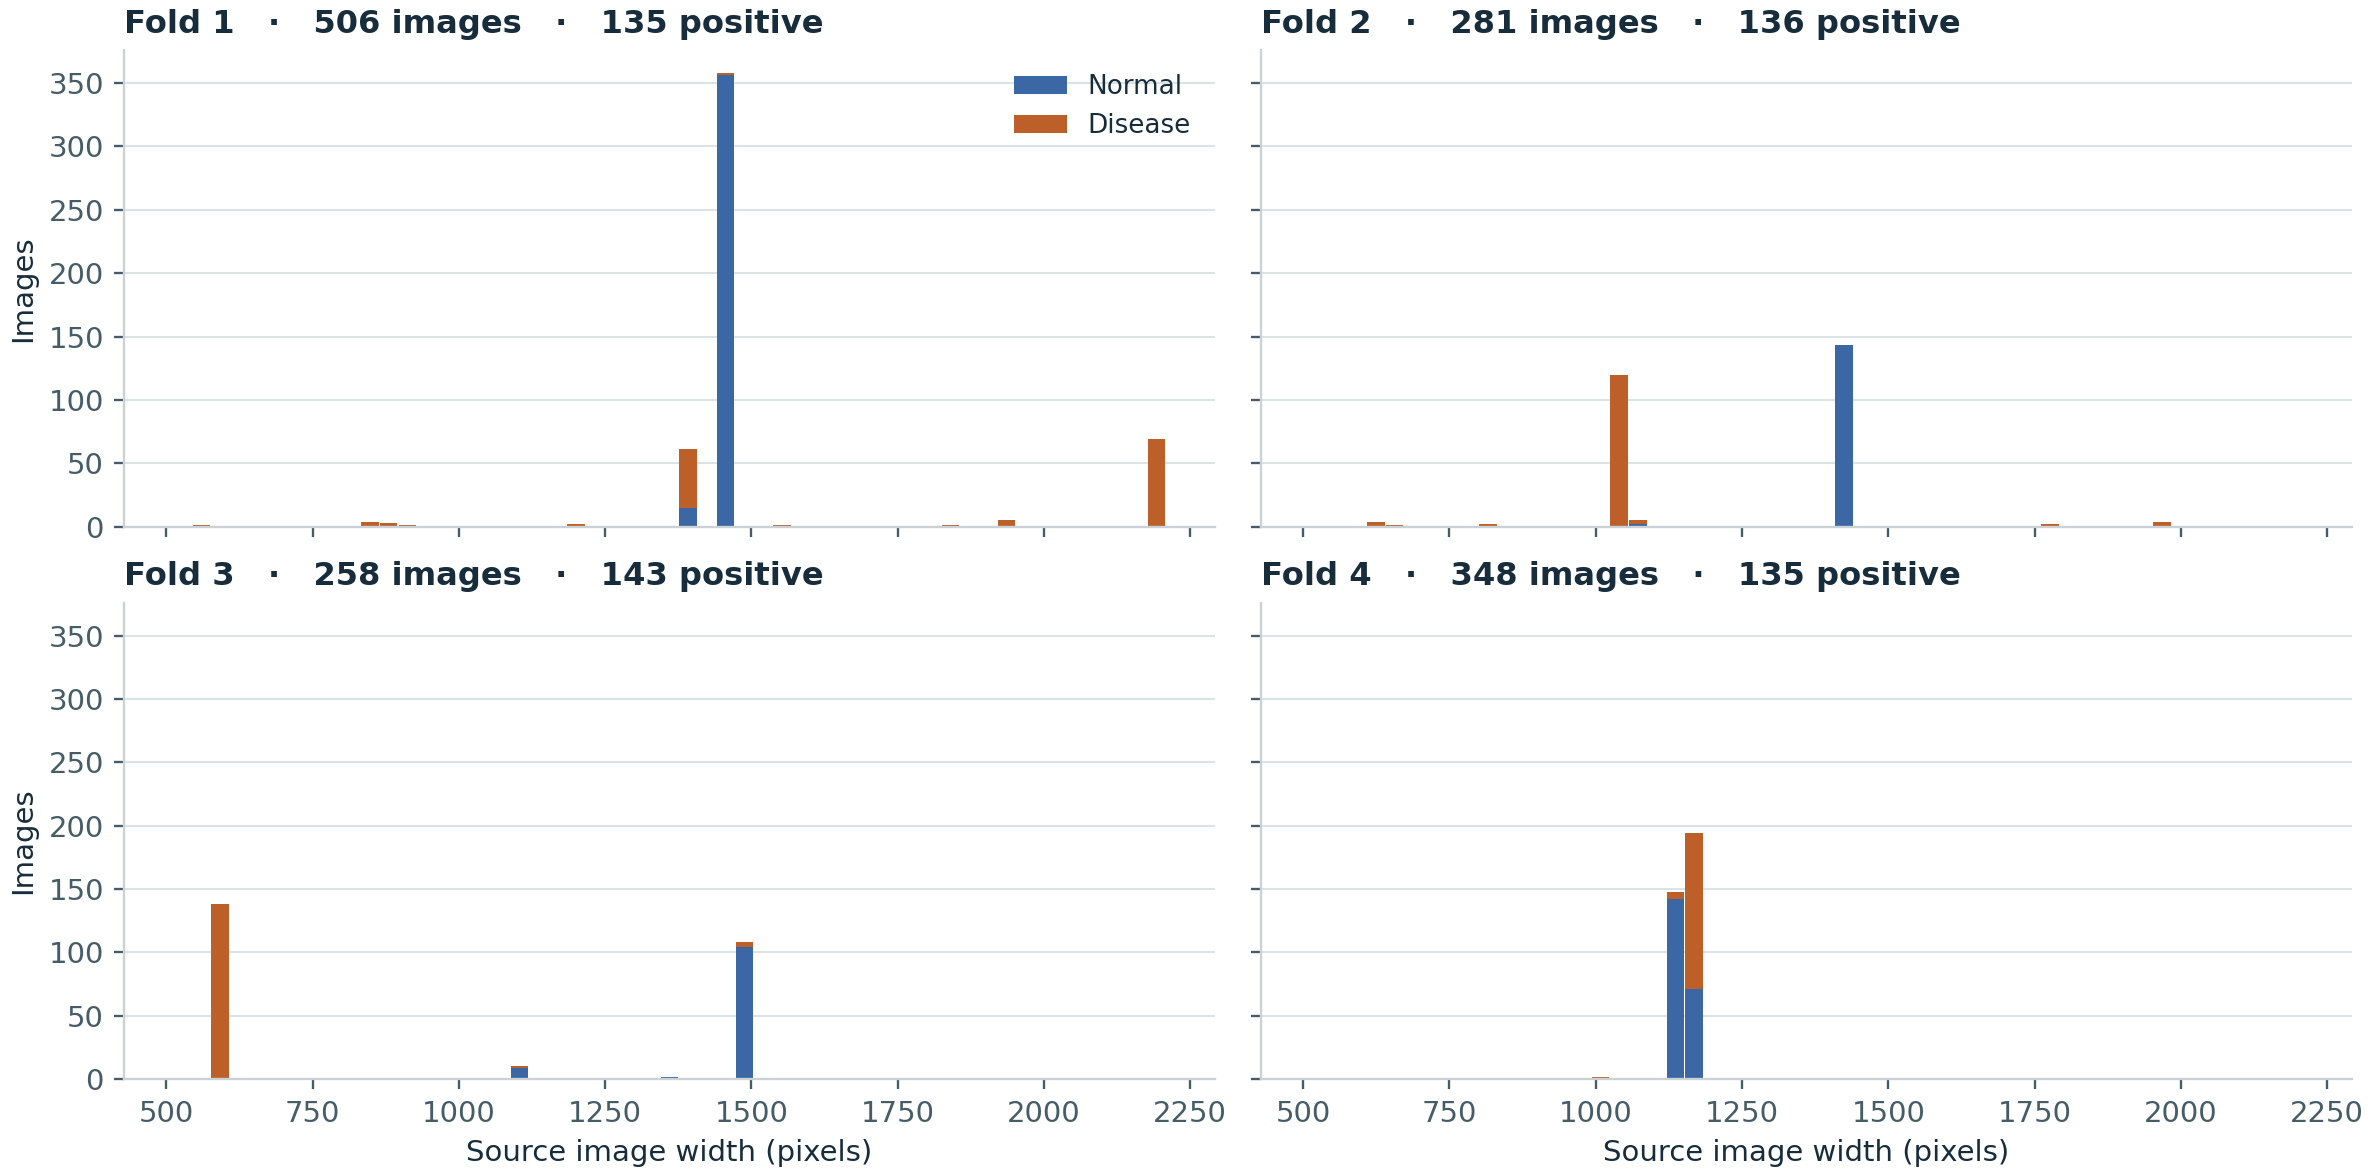 Fold 1 · 506 images · 135 positive
Fold 2 · 281 images · 136 positive
350
300
250
200
150
100
50
0
Images
Normal
Disease
Fold 3 · 258 images · 143 positive
Fold 4 · 348 images · 135 positive
350
300
250
200
150
100
50
0
Images
500 750 1000 1250 1500 1750 2000 2250
500 750 1000 1250 1500 1750 2000 2250
Source image width (pixels)
Source image width (pixels)